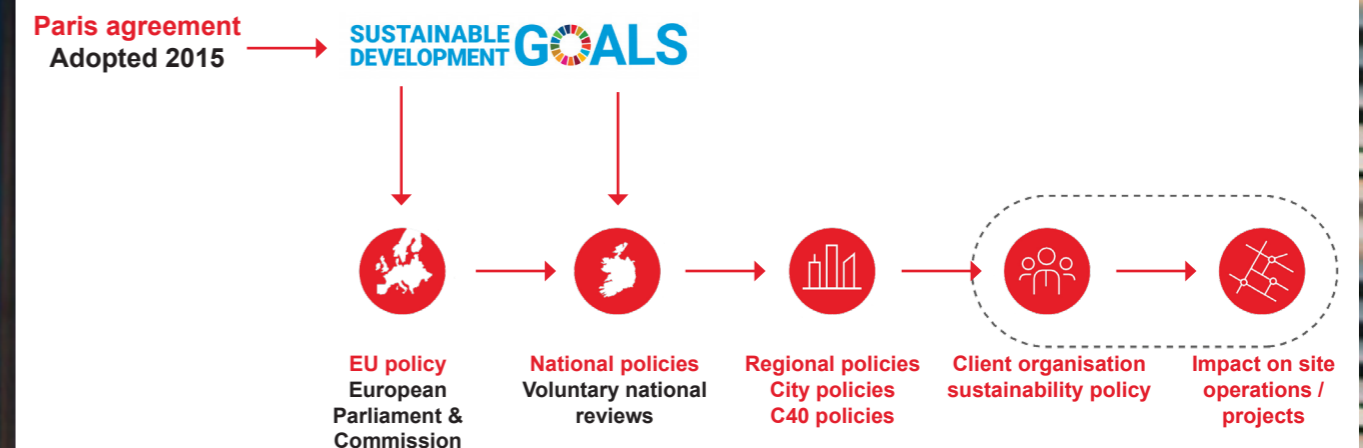 Paris agreement
Adopted 2015
SUSTAINABLE
DEVELOPMENT GOALS
EU policy
European
Parliament &
Commission
National policies
Voluntary national
reviews
Regional policies
City policies
C40 policies
Client organisation
sustainability policy
Impact on site
operations /
projects